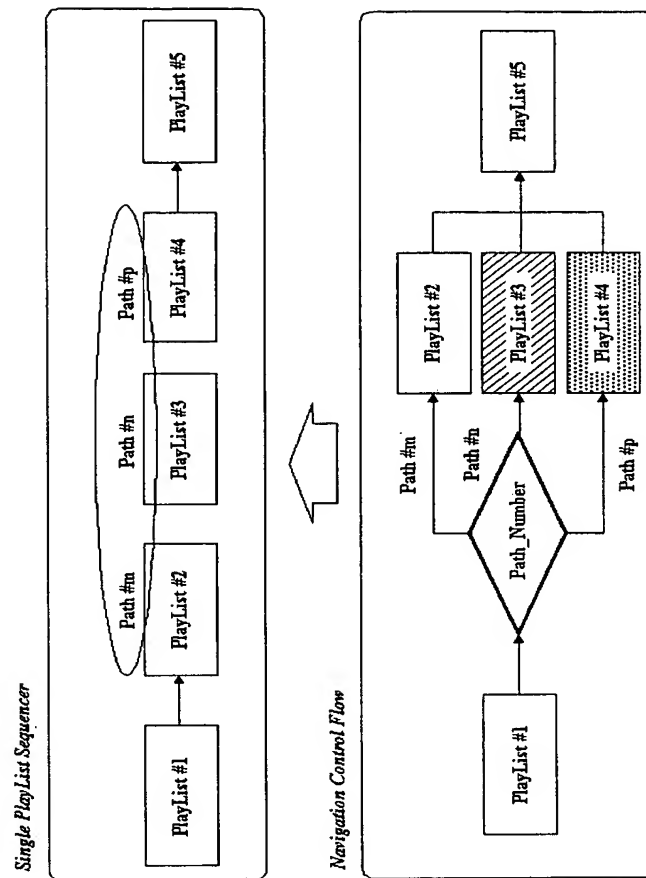 Single PlayList Sequencer
Path #m
Path #n
Path #p
PlayList #1
PlayList #2
PlayList #3
PlayList #4
PlayList #5
Navigation Control Flow
PlayList #1
Path_Number
Path #m
Path #n
Path #p
PlayList #2
PlayList #3
PlayList #4
PlayList #5